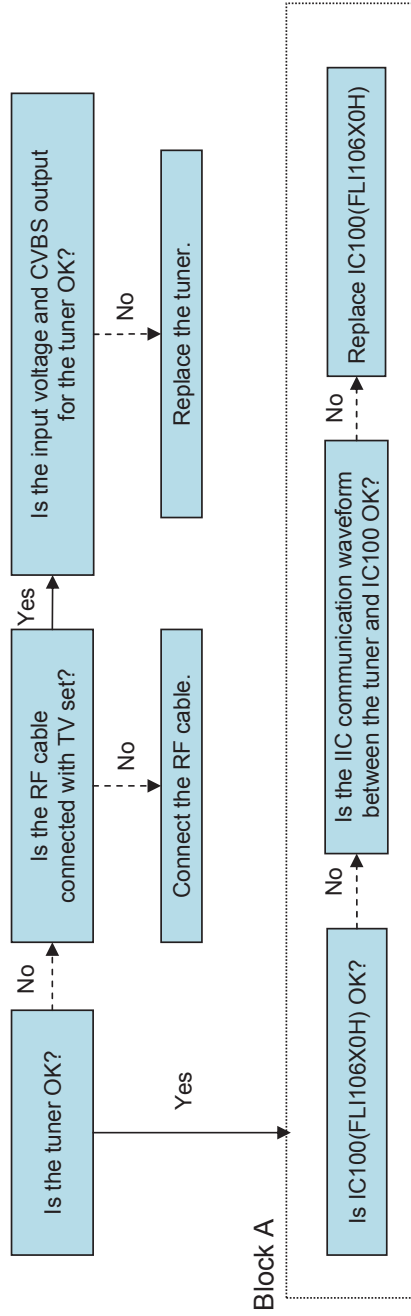 Is the tuner OK?
No
Is the RF cable
connected with TV set?
Yes
Is the input voltage and CVBS output
for the tuner OK?
No
Connect the RF cable.
No
Replace the tuner.
Yes
Block A
Is IC100(FLI106X0H) OK?
No
Is the IIC communication waveform
between the tuner and IC100 OK?
No
Replace IC100(FLI106X0H)